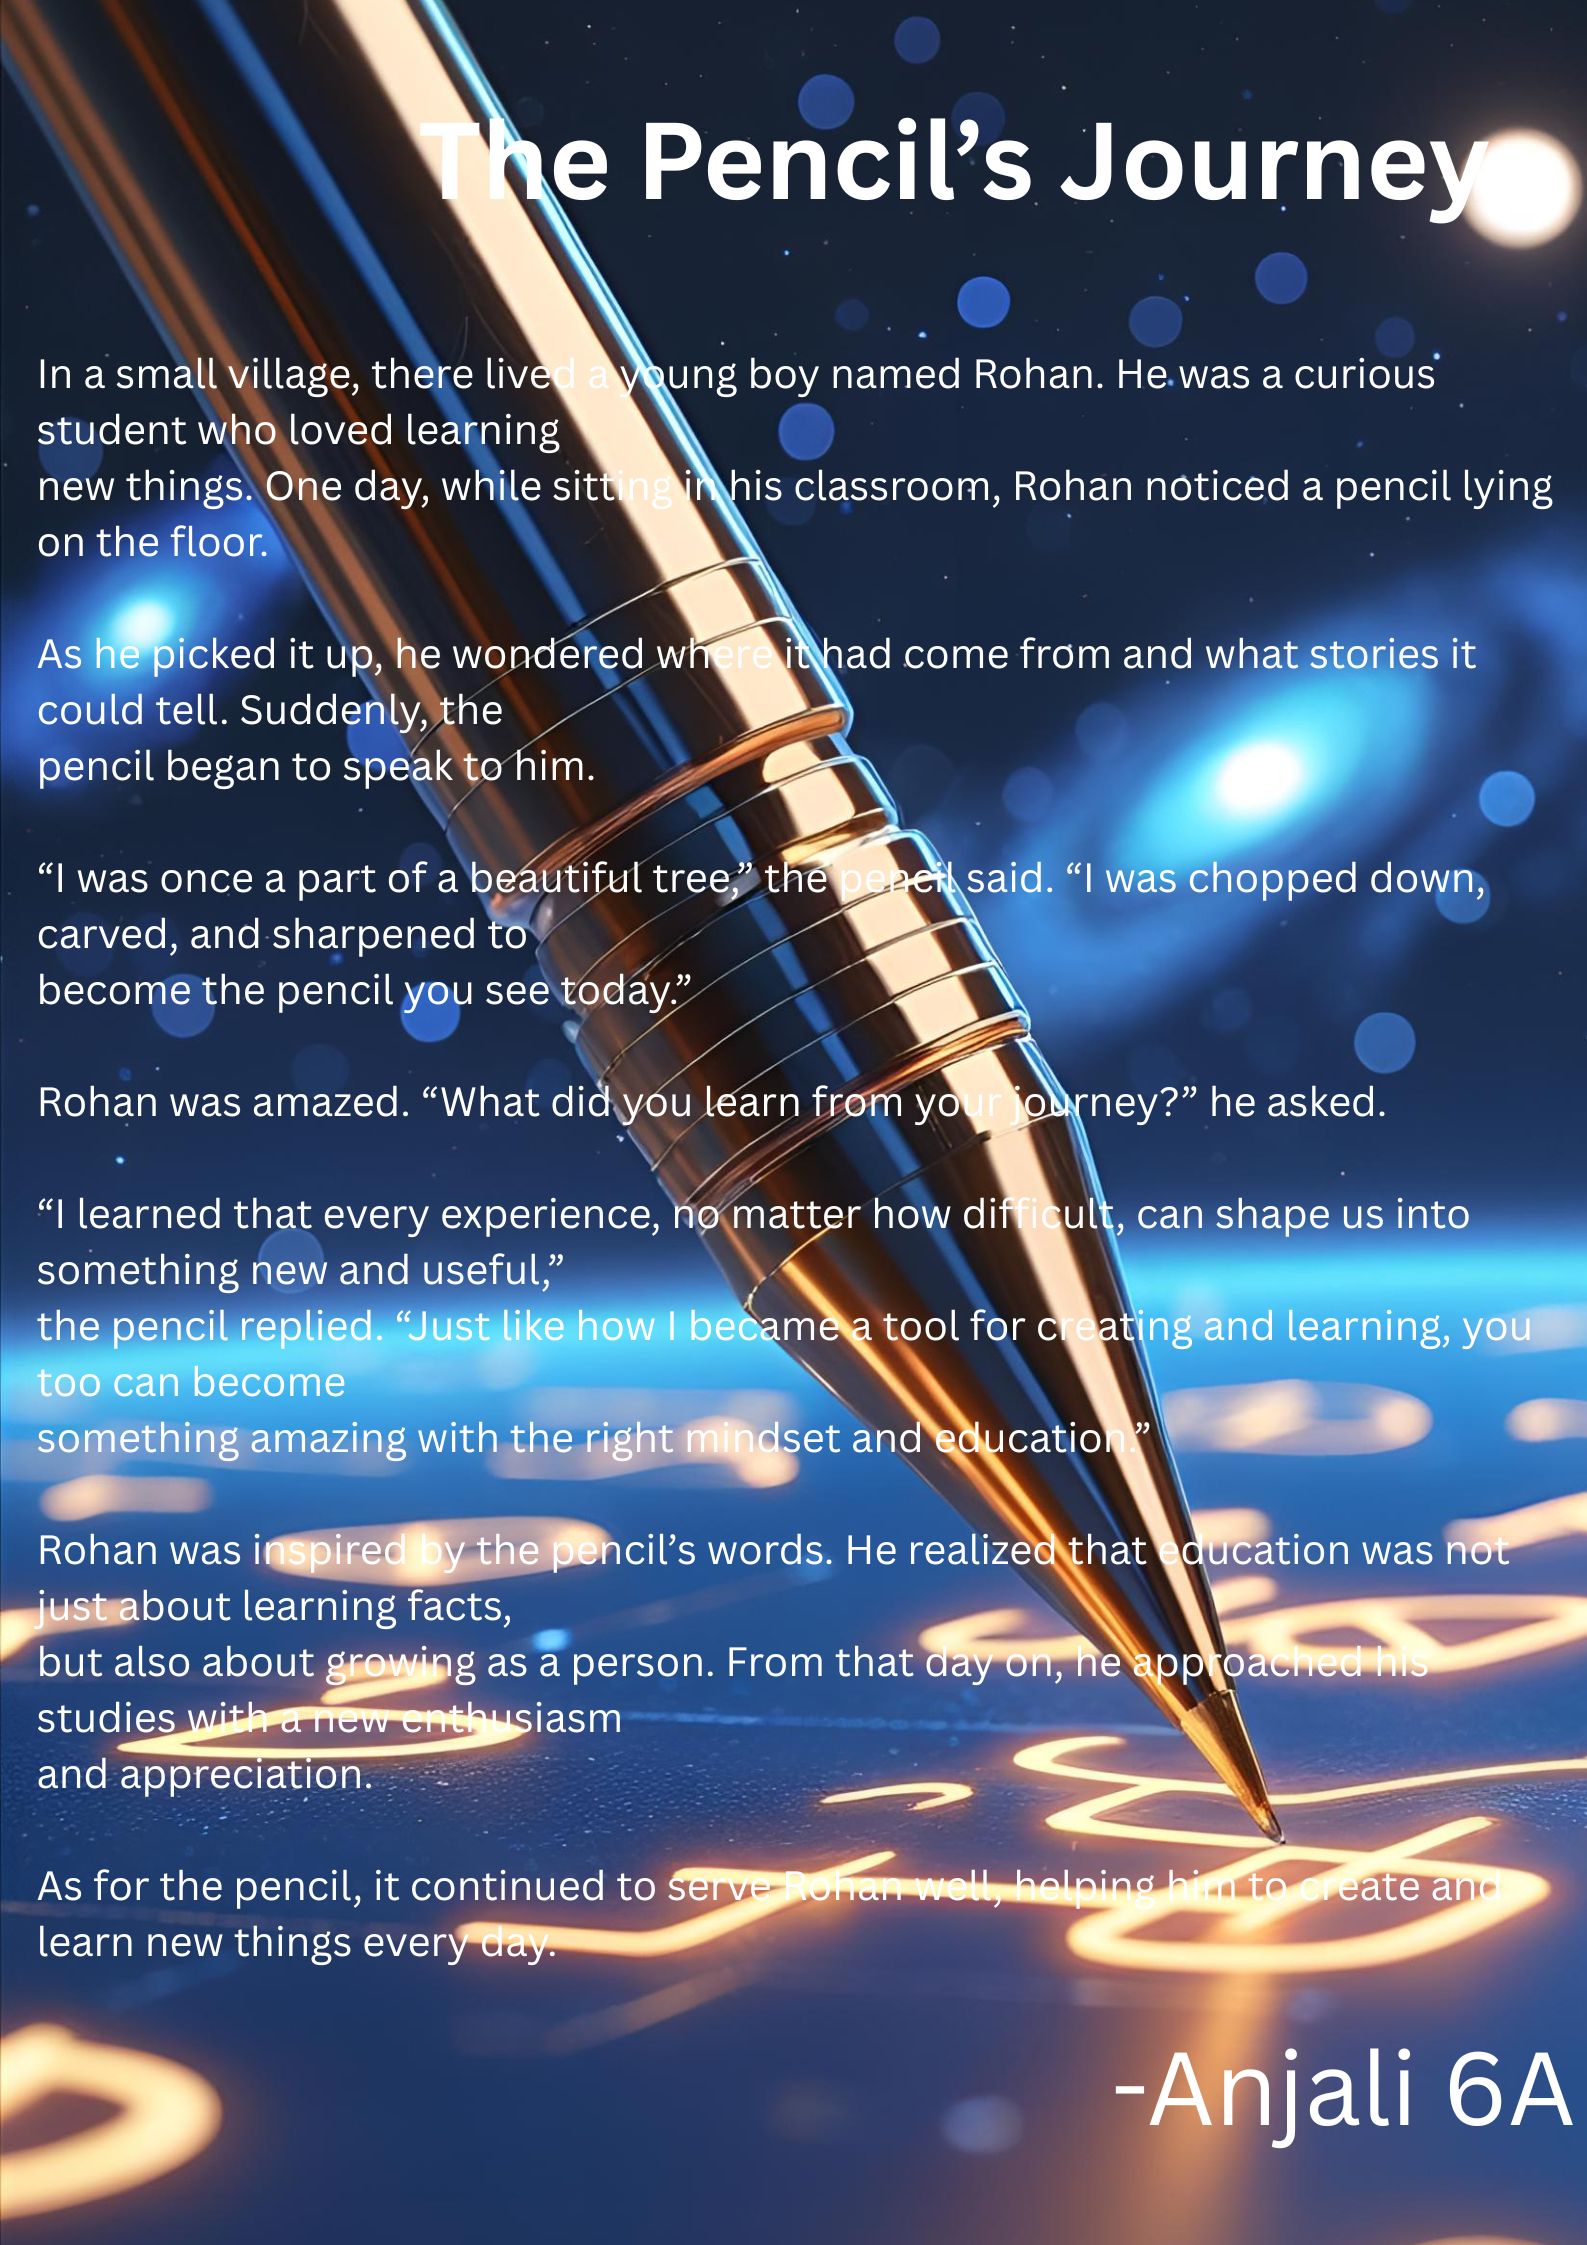 The Pencil’s Journey
In a small village, there lived a young boy named Rohan. He was a curious
student who loved learning
new things. One day, while sitting in his classroom, Rohan noticed a pencil lying
on the floor.
As he picked it up, he wondered where it had come from and what stories it
could tell. Suddenly, the
pencil began to speak to him.
“I was once a part of a beautiful tree,” the pencil said. “I was chopped down,
carved, and sharpened to
become the pencil you see today.”
Rohan was amazed. “What did you learn from your journey?” he asked.
“I learned that every experience, no matter how difficult, can shape us into
something new and useful,”
the pencil replied. “Just like how I became a tool for creating and learning, you
too can become
something amazing with the right mindset and education.”
Rohan was inspired by the pencil’s words. He realized that education was not
just about learning facts,
but also about growing as a person. From that day on, he approached his
studies with a new enthusiasm
and appreciation.
As for the pencil, it continued to serve Rohan well, helping him to create and
learn new things every day.
-Anjali 6A